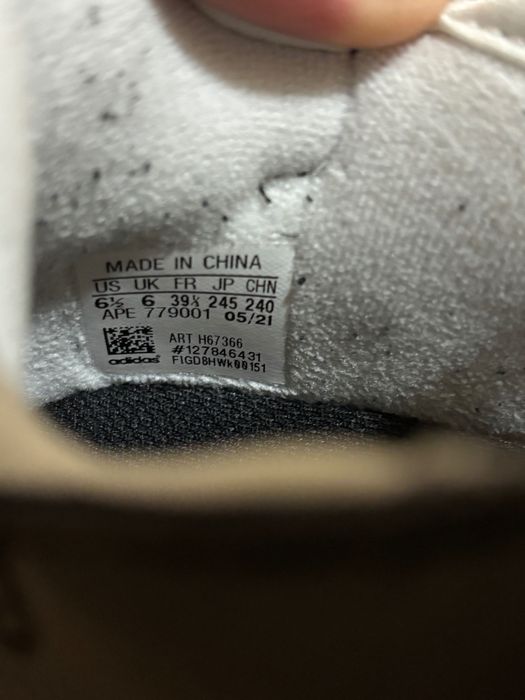 MADE IN CHINA
US UK FR JP CHN
6½ 6 39⅓ 245 240
APE 779001 05/21
ART H67366
#127846431
adidas F1GD8HWk00151